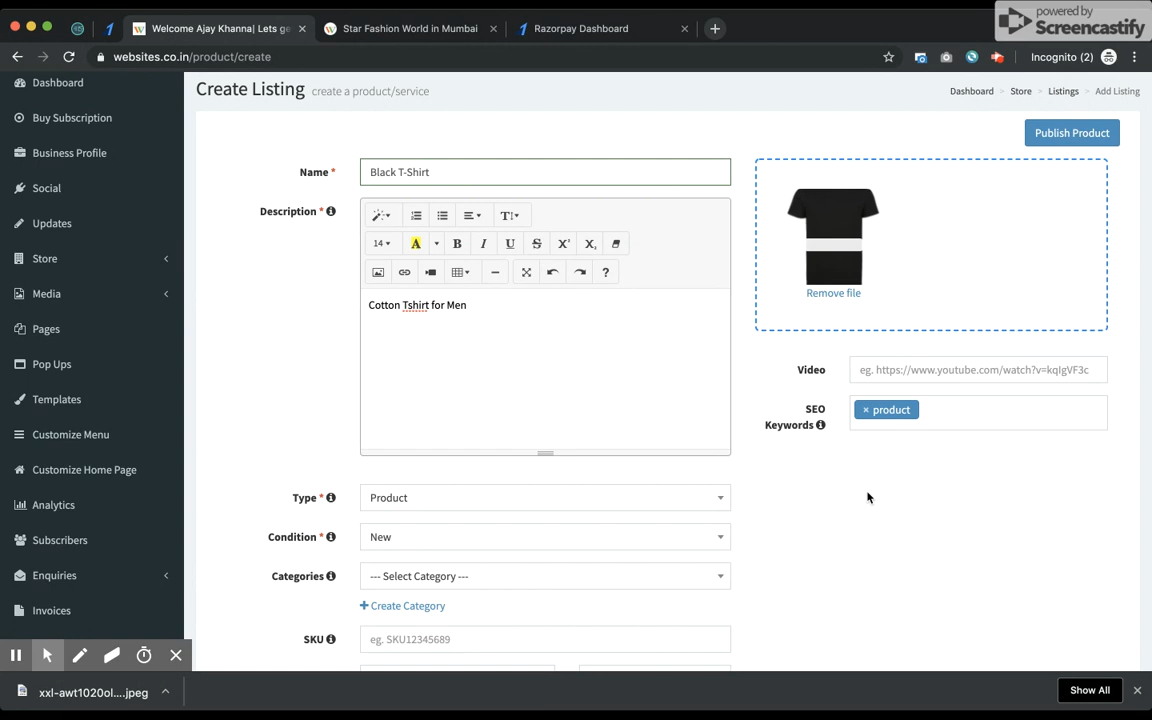 powered by
Screencastify
Welcome Ajay Khanna| Lets ge
Star Fashion World in Mumbai
Razorpay Dashboard
websites.co.in/product/create
Incognito (2)
Dashboard
Buy Subscription
Business Profile
Social
Updates
Store
Media
Pages
Pop Ups
Templates
Customize Menu
Customize Home Page
Analytics
Subscribers
Enquiries
Invoices
Create Listing create a product/service
Dashboard > Store > Listings > Add Listing
Publish Product
Name *
Black T-Shirt
Description *
14
A
B
I
U
S
X²
X₂
?
Cotton Tshirt for Men
Remove file
Video
eg. https://www.youtube.com/watch?v=kqIgVF3c
SEO
Keywords
× product
Type *
Product
Condition *
New
Categories
--- Select Category ---
+ Create Category
SKU
eg. SKU12345689
xxl-awt1020ol....jpeg
Show All